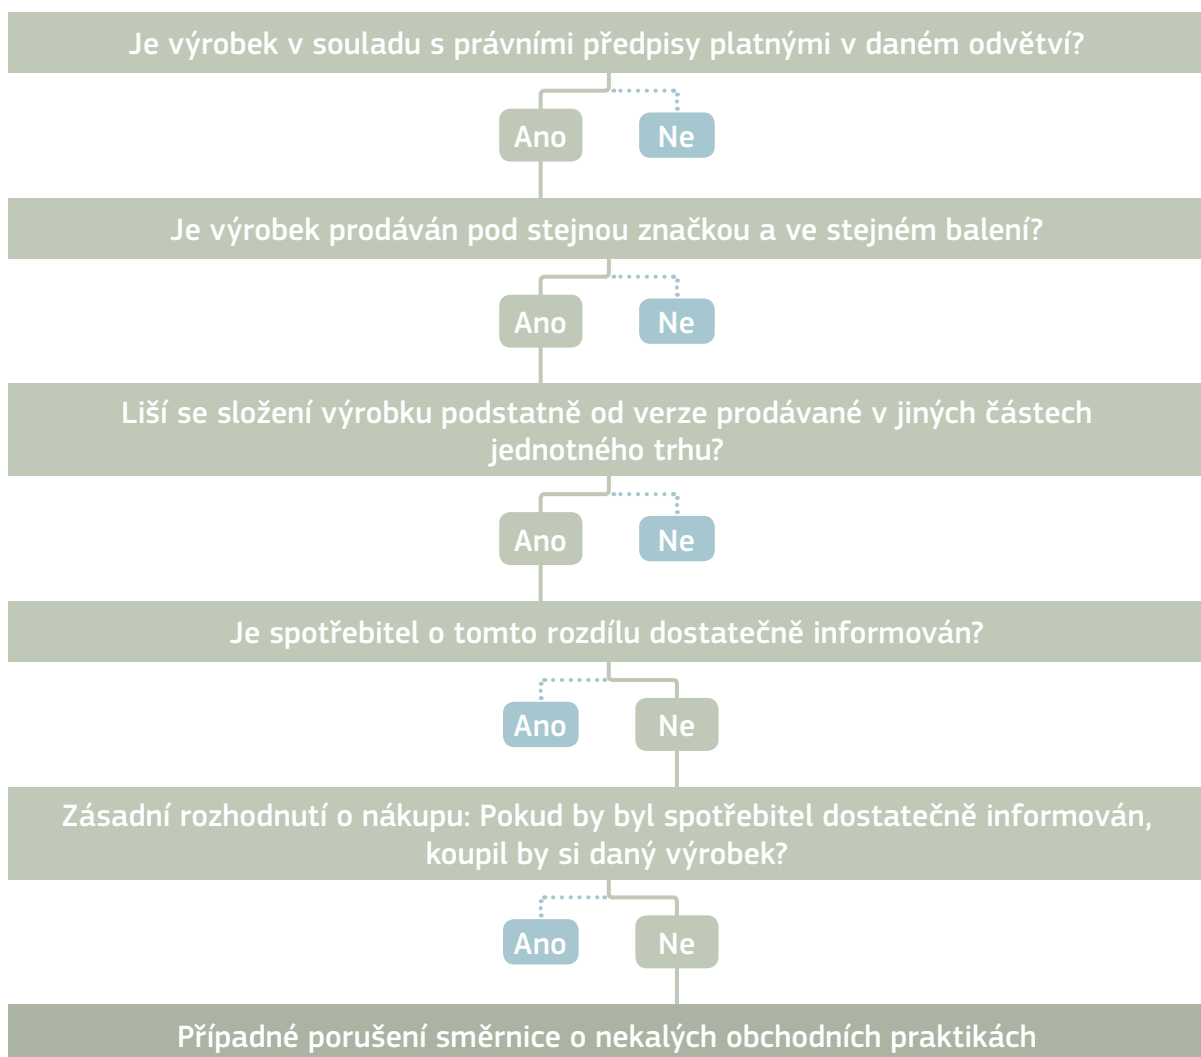 Je výrobek v souladu s právními předpisy platnými v daném odvětví?
Ano
Ne
Je výrobek prodáván pod stejnou značkou a ve stejném balení?
Ano
Ne
Liší se složení výrobku podstatně od verze prodávané v jiných částech
jednotného trhu?
Ano
Ne
Je spotřebitel o tomto rozdílu dostatečně informován?
Ano
Ne
Zásadní rozhodnutí o nákupu: Pokud by byl spotřebitel dostatečně informován,
koupil by si daný výrobek?
Ano
Ne
Případné porušení směrnice o nekalých obchodních praktikách